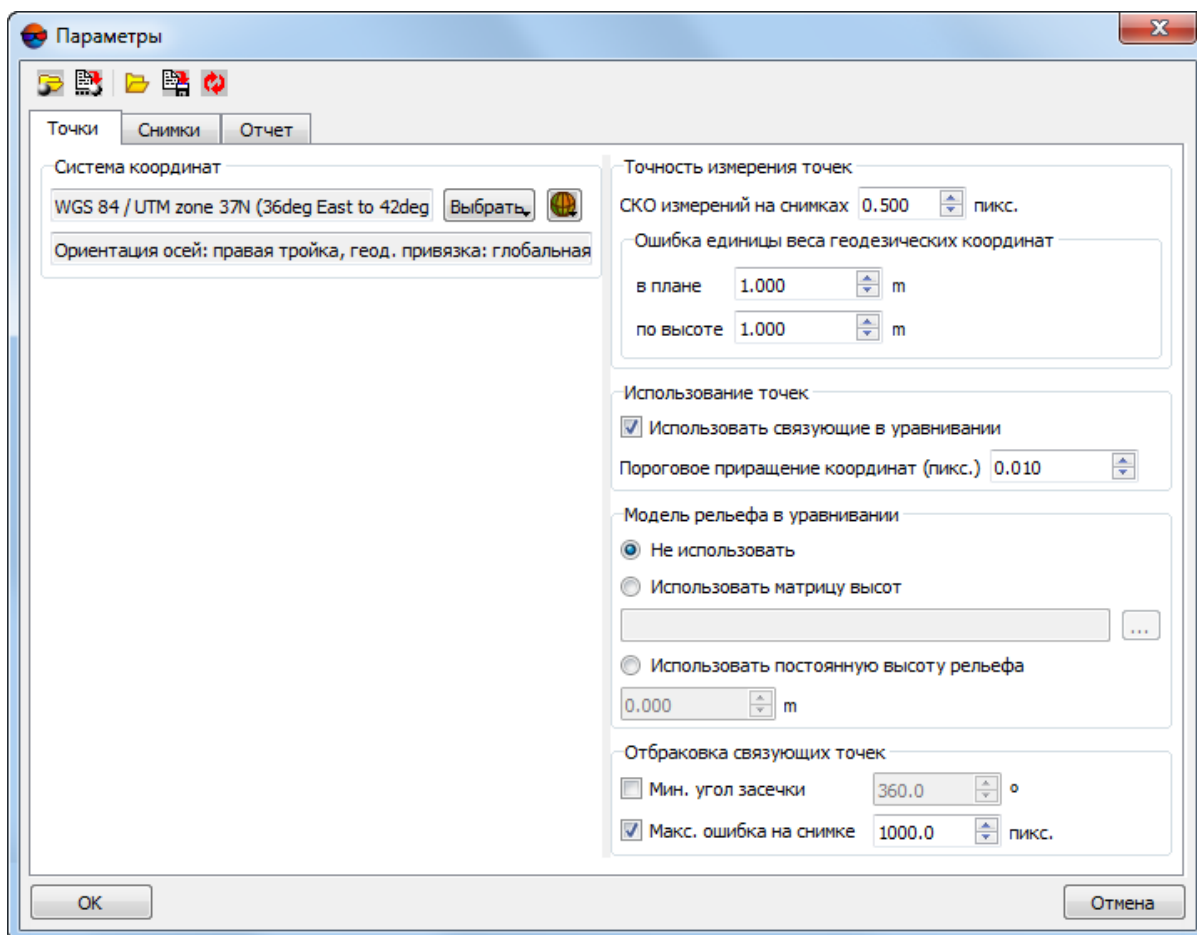 Параметры
Точки Снимки Отчет
Система координат
WGS 84 / UTM zone 37N (36deg East to 42deg Выбрать
Ориентация осей: правая тройка, геод. привязка: глобальная
Точность измерения точек
СКО измерений на снимках 0.500 пикс.
Ошибка единицы веса геодезических координат
в плане 1.000 m
по высоте 1.000 m
Использование точек
Использовать связующие в уравнивании
Пороговое приращение координат (пикс.) 0.010
Модель рельефа в уравнивании
Не использовать
Использовать матрицу высот
...
Использовать постоянную высоту рельефа
0.000 m
Отбраковка связующих точек
Мин. угол засечки 360.0 °
Макс. ошибка на снимке 1000.0 пикс.
OK Отмена